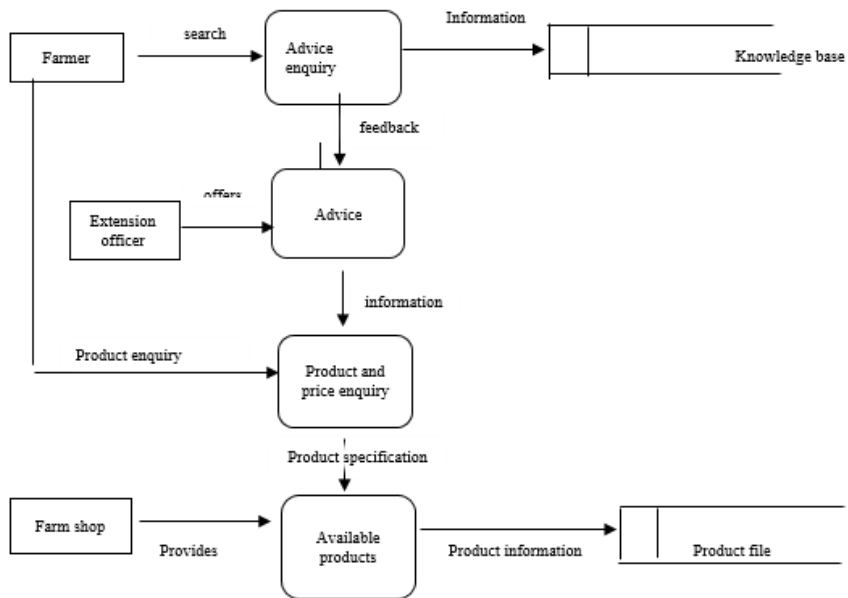 search
Information
Farmer
Advice
enquiry
Knowledge base
feedback
offers
Advice
Extension
officer
information
Product enquiry
Product and
price enquiry
Product specification
Farm shop
Provides
Available
products
Product information
Product file